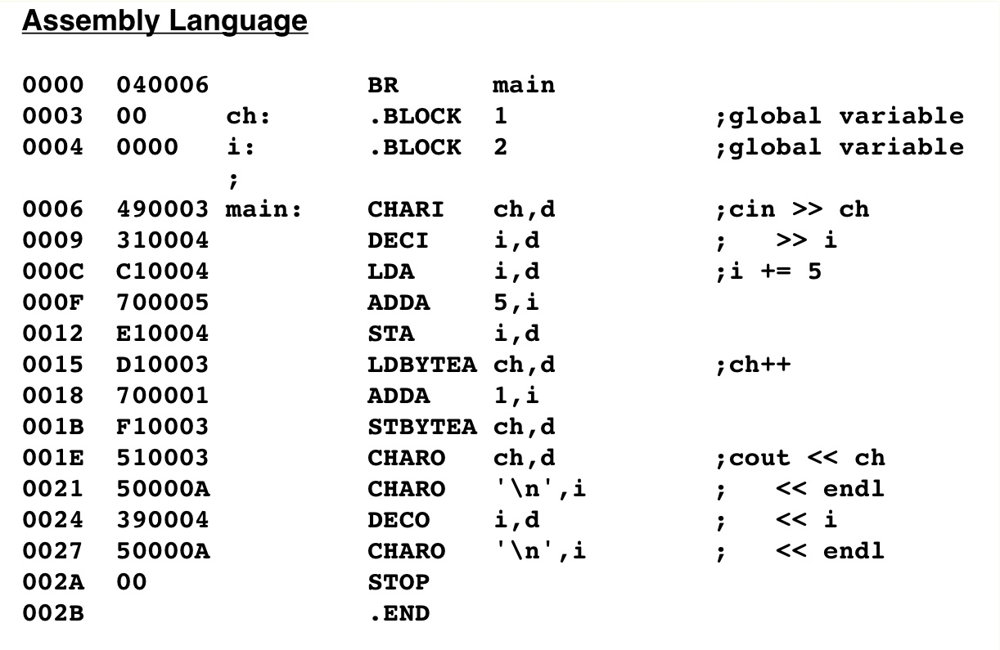 Assembly Language
0000 040006 BR main
0003 00 ch: .BLOCK 1 ;global variable
0004 0000 i: .BLOCK 2 ;global variable
;
0006 490003 main: CHARI ch,d ;cin >> ch
0009 310004 DECI i,d ; >> i
000C C10004 LDA i,d ;i += 5
000F 700005 ADDA 5,i
0012 E10004 STA i,d
0015 D10003 LDBYTEA ch,d ;ch++
0018 700001 ADDA 1,i
001B F10003 STBYTEA ch,d
001E 510003 CHARO ch,d ;cout << ch
0021 50000A CHARO '\n',i ; << endl
0024 390004 DECO i,d ; << i
0027 50000A CHARO '\n',i ; << endl
002A 00 STOP
002B .END